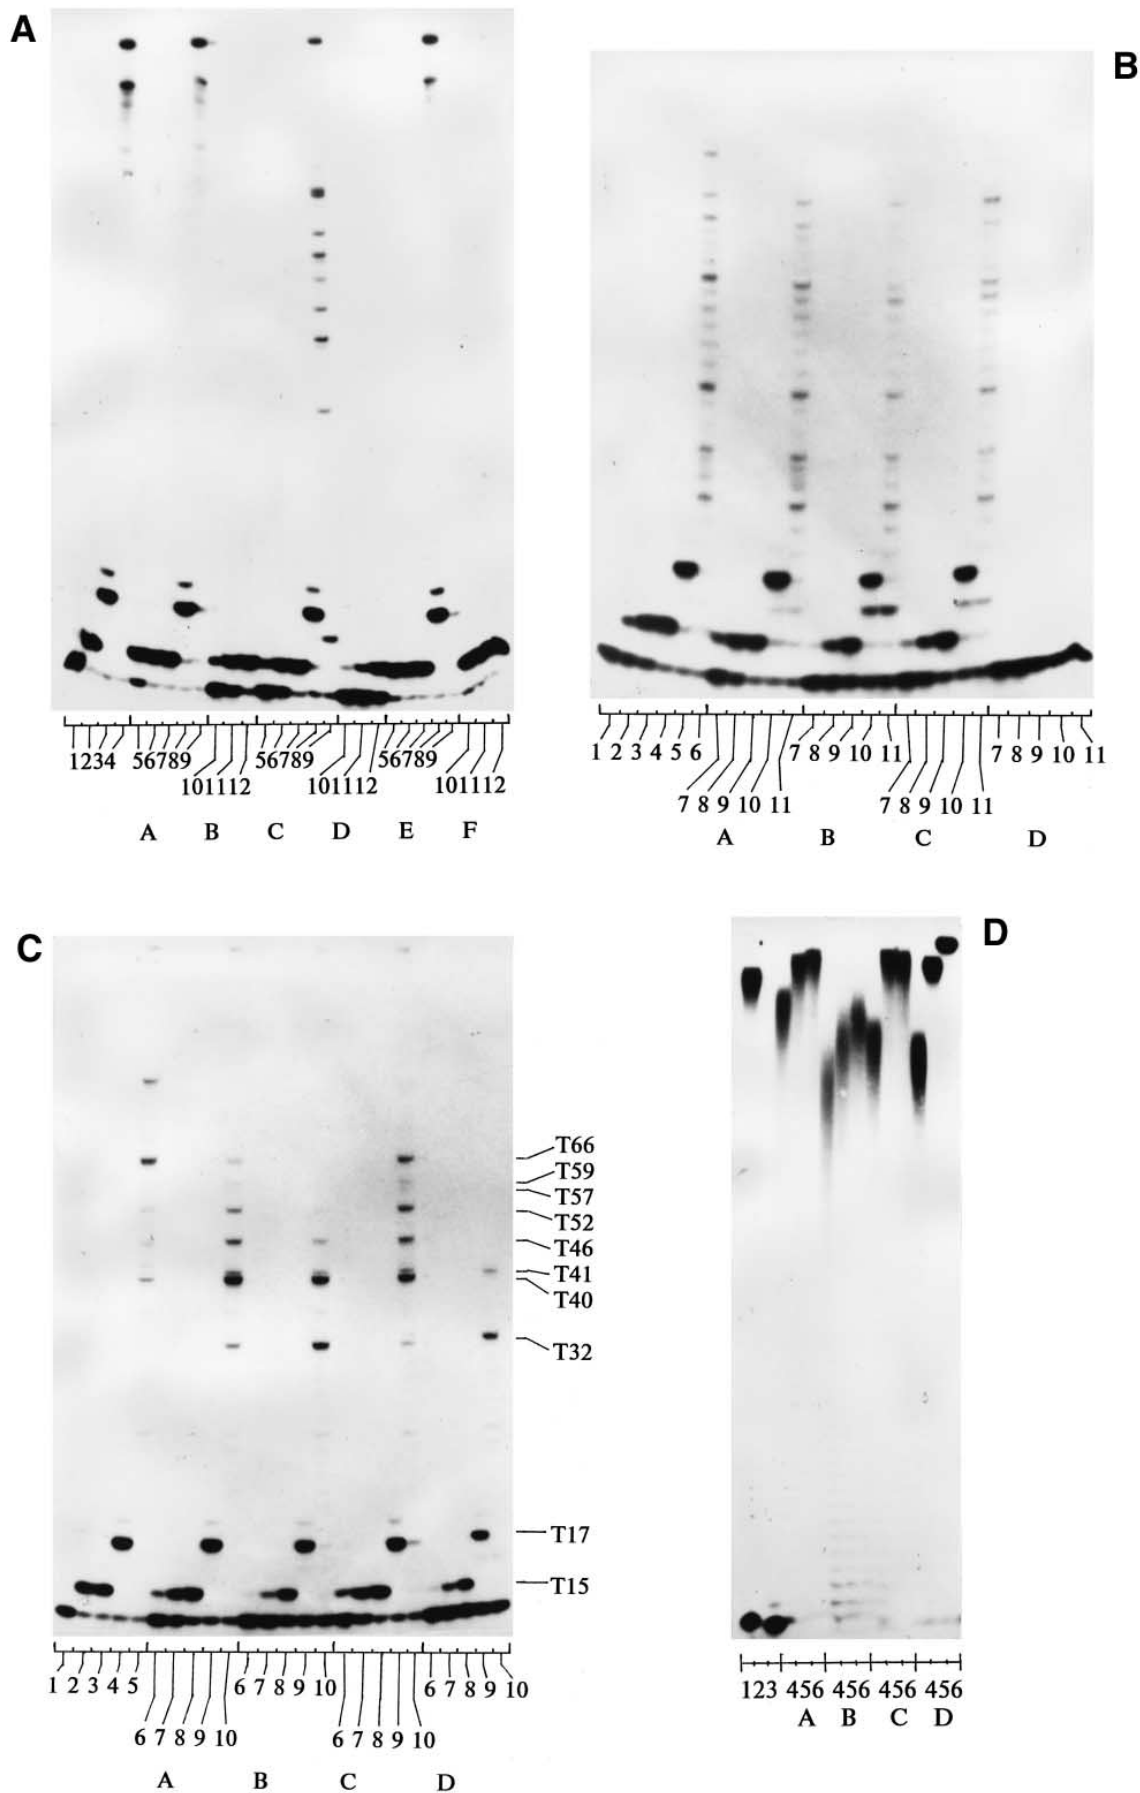 A
B
1234 56789 56789 56789
101112 101112 101112
A B C D E F
1 2 3 4 5 6 7 8 9 10 11 7 8 9 10 11
7 8 9 10 11 7 8 9 10 11
A B C D
C
D
T66
T59
T57
T52
T46
T41
T40
T32
T17
T15
1 2 3 4 5 6 7 8 9 10 6 7 8 9 10
6 7 8 9 10 6 7 8 9 10
A B C D
123 456 456 456 456
A B C D